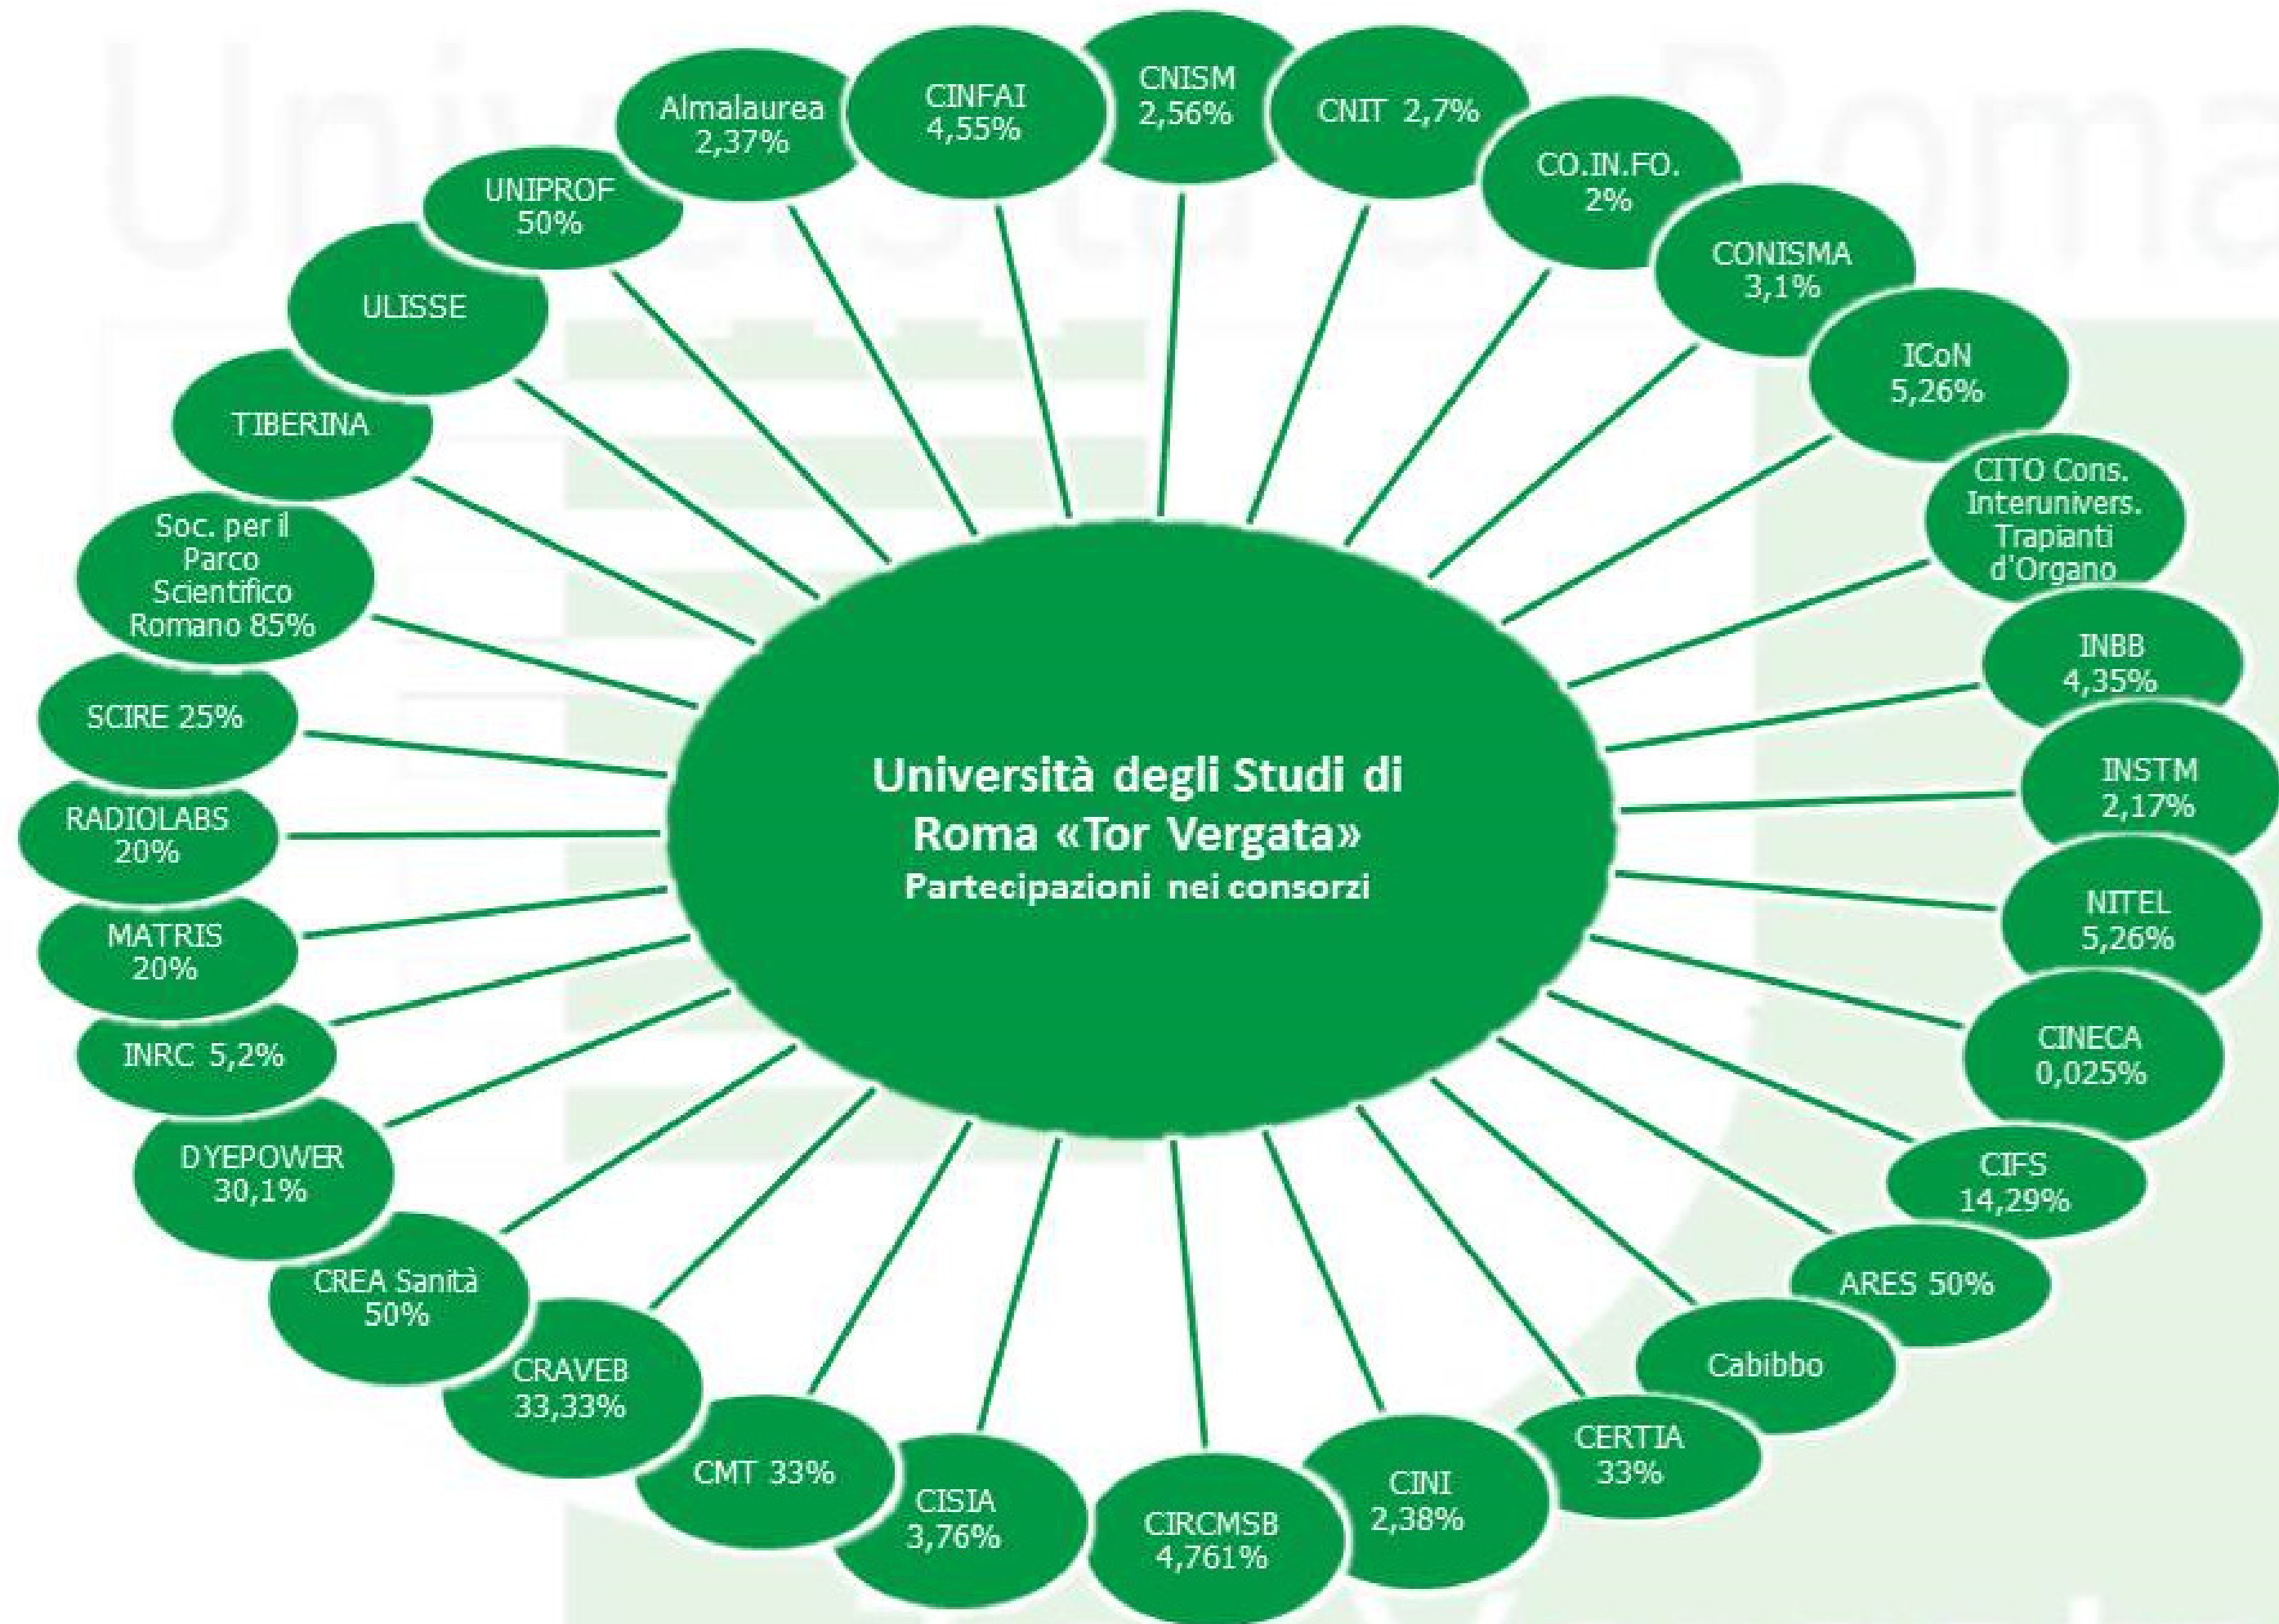 Università di Roma
CNISM
2,56%
CNIT 2,7%
CO.IN.FO.
2%
CONISMA
3,1%
ICoN
5,26%
CITO Cons.
Interunivers.
Trapianti
d'Organo
INBB
4,35%
INSTM
2,17%
NITEL
5,26%
CINECA
0,025%
CIFS
14,29%
ARES 50%
Cabibbo
CERTIA
33%
CINI
2,38%
CIRCMSB
4,761%
CISIA
3,76%
CMT 33%
CRAVEB
33,33%
CREA Sanità
50%
DYEPOWER
30,1%
INRC 5,2%
MATRIS
20%
RADIOLABS
20%
SCIRE 25%
Soc. per il
Parco
Scientifico
Romano 85%
TIBERINA
ULISSE
UNIPROF
50%
Almalaurea
2,37%
CINFAI
4,55%
Università degli Studi di
Roma «Tor Vergata»
Partecipazioni nei consorzi